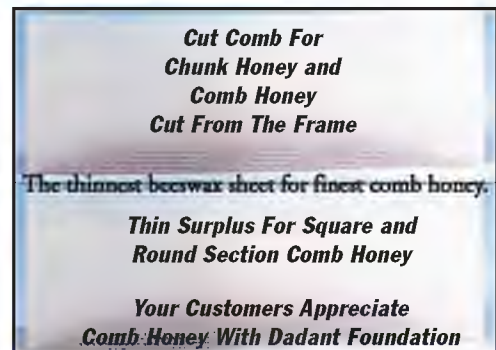 Cut Comb For
Chunk Honey and
Comb Honey
Cut From The Frame
The thinnest beeswax sheet for finest comb honey.
Thin Surplus For Square and
Round Section Comb Honey
Your Customers Appreciate
Comb Honey With Dadant Foundation